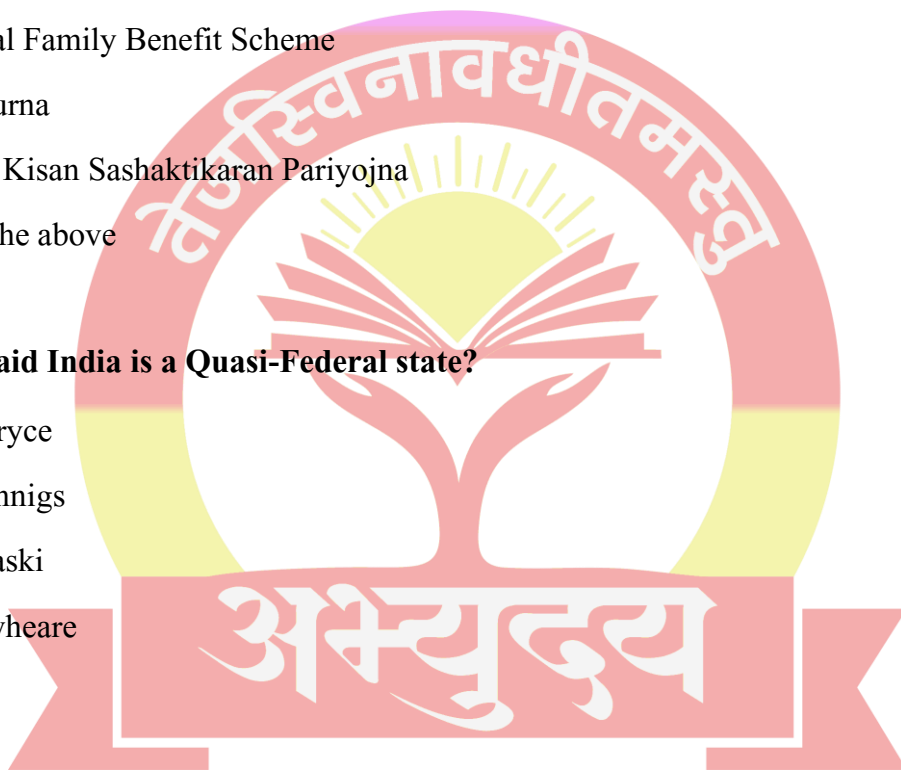 al Family Benefit Scheme
तेजस्विनावधीतमस्तु
urna
Kisan Sashaktikaran Pariyojna
he above
aid India is a Quasi-Federal state?
ryce
nnigs
aski
wheare
अभ्युदय